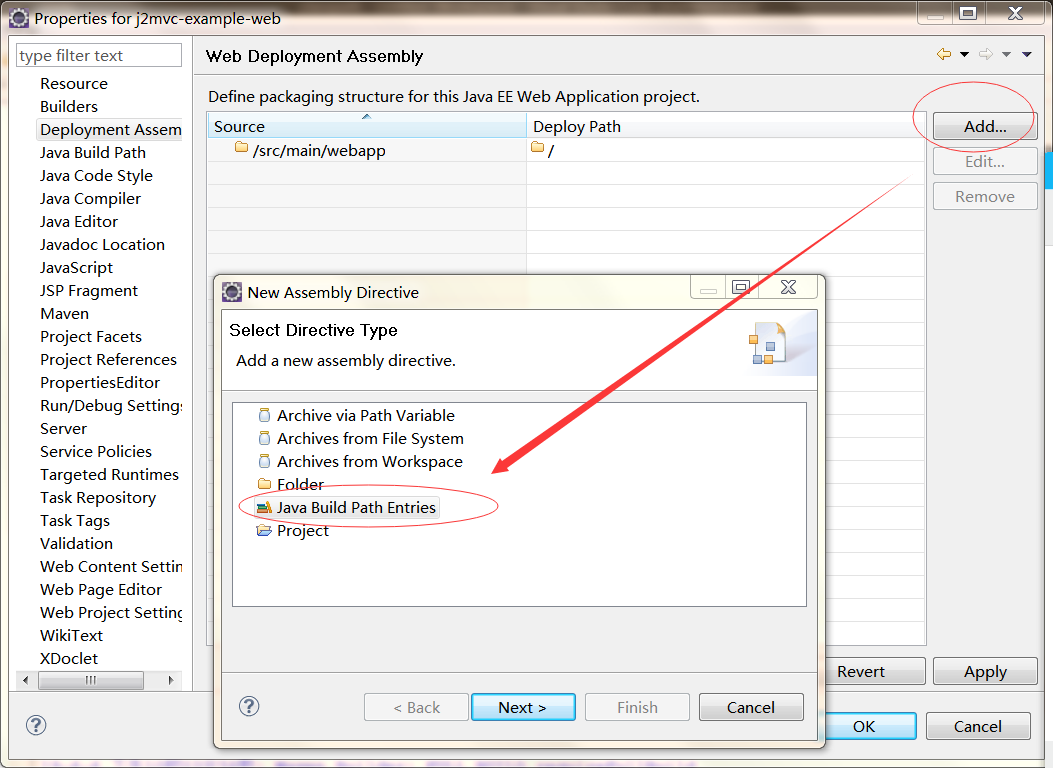 Properties for j2mvc-example-web
type filter text
Resource
Builders
Deployment Assem
Java Build Path
Java Code Style
Java Compiler
Java Editor
Javadoc Location
JavaScript
JSP Fragment
Maven
Project Facets
Project References
PropertiesEditor
Run/Debug Settings
Server
Service Policies
Targeted Runtimes
Task Repository
Task Tags
Validation
Web Content Settin
Web Page Editor
Web Project Setting
WikiText
XDoclet
Web Deployment Assembly
Define packaging structure for this Java EE Web Application project.
Source Deploy Path
/src/main/webapp /
Add...
Edit...
Remove
New Assembly Directive
Select Directive Type
Add a new assembly directive.
Archive via Path Variable
Archives from File System
Archives from Workspace
Folder
Java Build Path Entries
Project
< Back Next > Finish Cancel
Revert Apply
OK Cancel